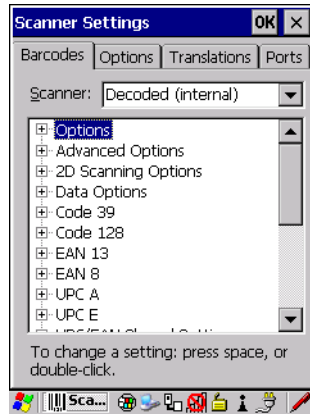 Scanner Settings OK ×
Barcodes Options Translations Ports
Scanner: Decoded (internal)
Options
Advanced Options
2D Scanning Options
Data Options
Code 39
Code 128
EAN 13
EAN 8
UPC A
UPC E
To change a setting: press space, or
double-click.
Sca...